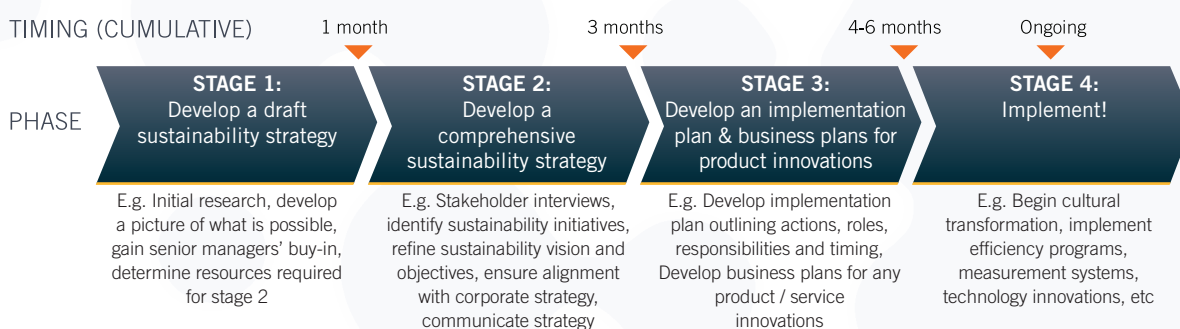 TIMING (CUMULATIVE)
1 month
3 months
4-6 months
Ongoing
PHASE
STAGE 1:
Develop a draft
sustainability strategy
STAGE 2:
Develop a
comprehensive
sustainability strategy
STAGE 3:
Develop an implementation
plan & business plans for
product innovations
STAGE 4:
Implement!
E.g. Initial research, develop
a picture of what is possible,
gain senior managers' buy-in,
determine resources required
for stage 2
E.g. Stakeholder interviews,
identify sustainability initiatives,
refine sustainability vision and
objectives, ensure alignment
with corporate strategy,
communicate strategy
E.g. Develop implementation
plan outlining actions, roles,
responsibilities and timing,
Develop business plans for any
product / service
innovations
E.g. Begin cultural
transformation, implement
efficiency programs,
measurement systems,
technology innovations, etc